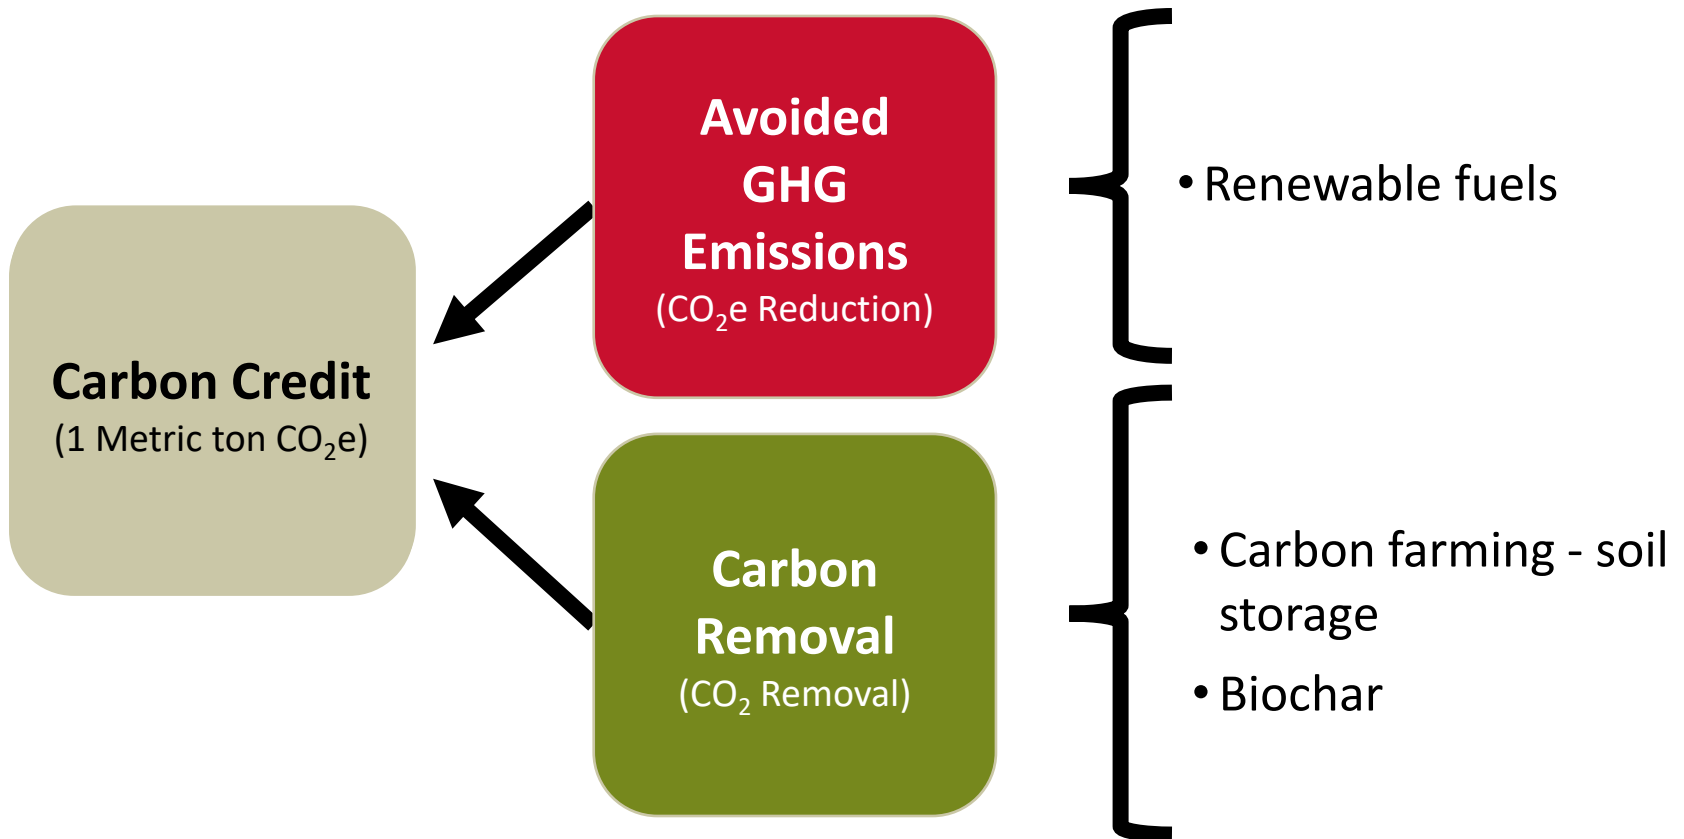 Carbon Credit
(1 Metric ton CO₂e)
Avoided
GHG
Emissions
(CO₂e Reduction)
• Renewable fuels
Carbon
Removal
(CO₂ Removal)
• Carbon farming - soil
storage
• Biochar